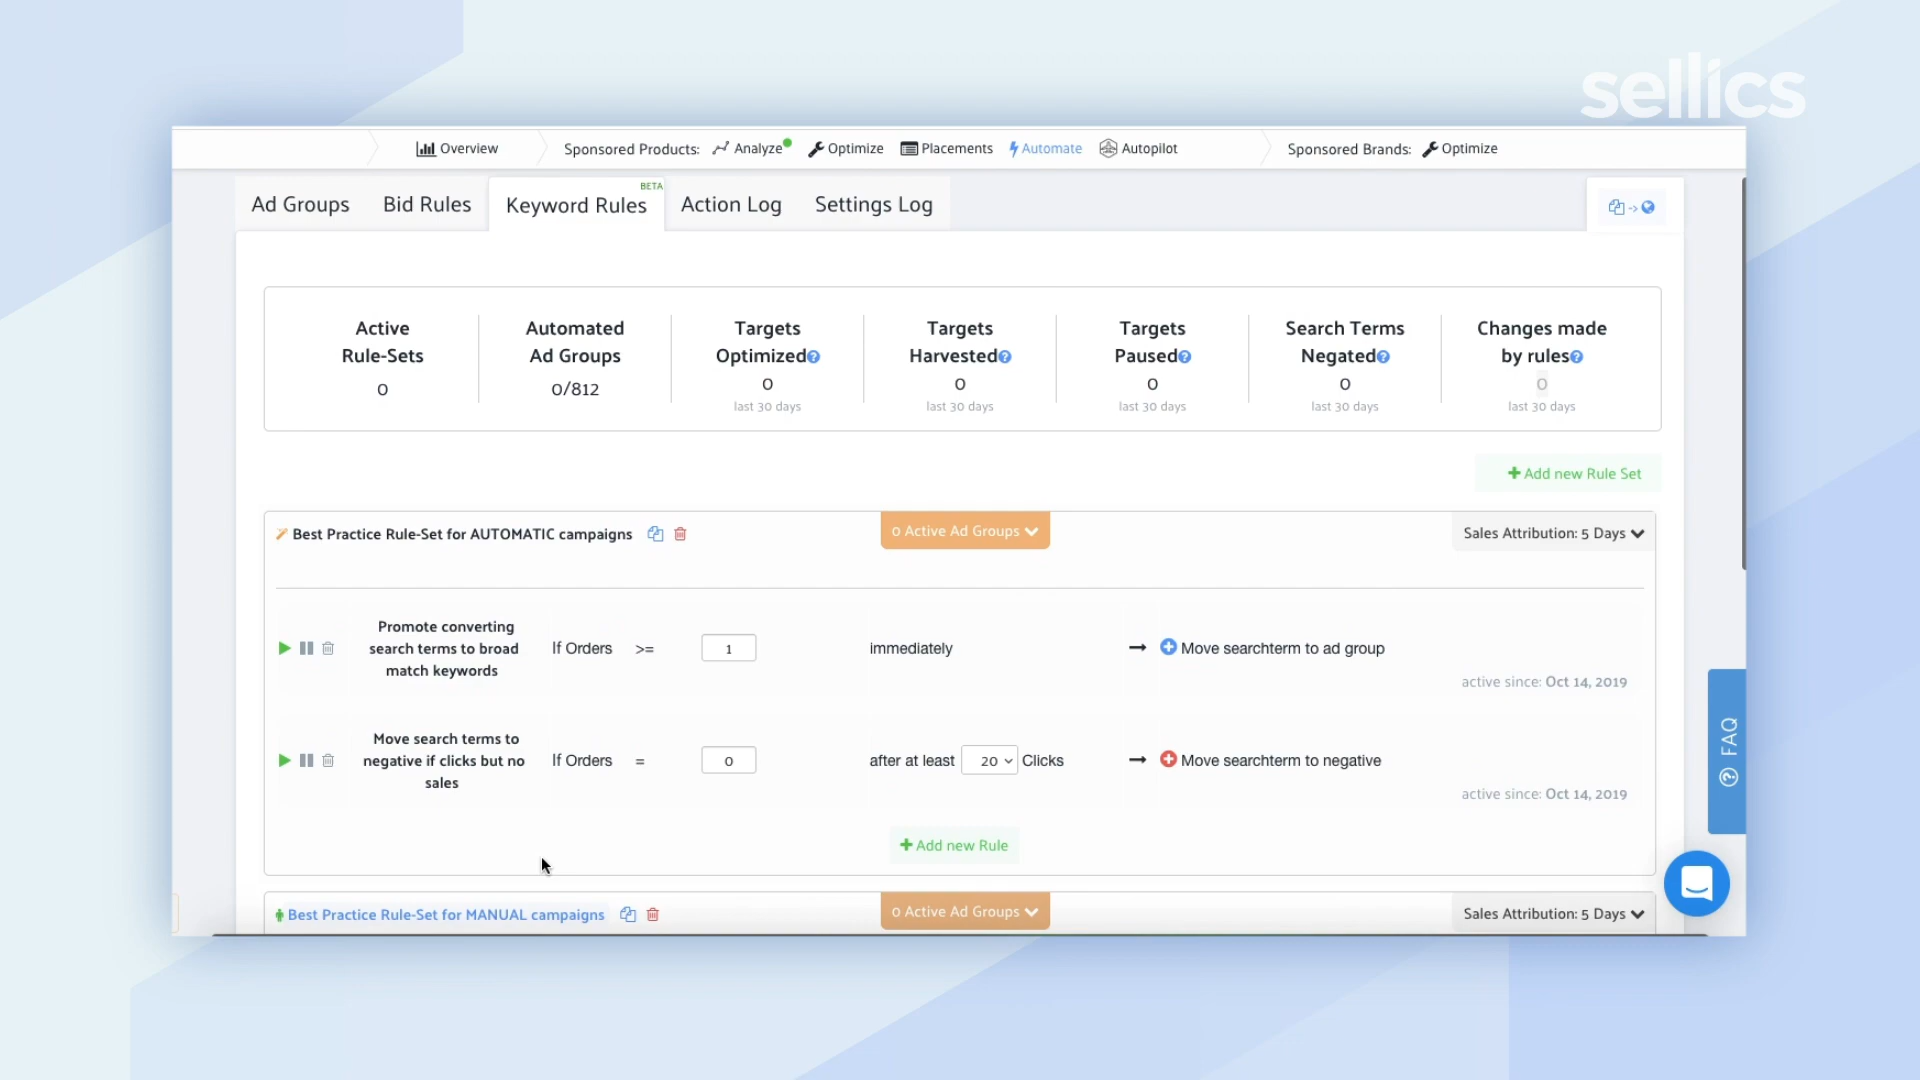 sellics
Overview
Sponsored Products: Analyze Optimize Placements Automate Autopilot
Sponsored Brands: Optimize
BETA
Ad Groups Bid Rules Keyword Rules Action Log Settings Log
Active
Rule-Sets
0
Automated
Ad Groups
0/812
Targets
Optimized
0
last 30 days
Targets
Harvested
0
last 30 days
Targets
Paused
0
last 30 days
Search Terms
Negated
0
last 30 days
Changes made
by rules
0
last 30 days
+ Add new Rule Set
Best Practice Rule-Set for AUTOMATIC campaigns
0 Active Ad Groups
Sales Attribution: 5 Days
Promote converting
search terms to broad
match keywords
If Orders >= 1 immediately → Move searchterm to ad group
active since: Oct 14, 2019
Move search terms to
negative if clicks but no
sales
If Orders = 0 after at least 20 Clicks → Move searchterm to negative
active since: Oct 14, 2019
+ Add new Rule
Best Practice Rule-Set for MANUAL campaigns
0 Active Ad Groups
Sales Attribution: 5 Days
? FAQ